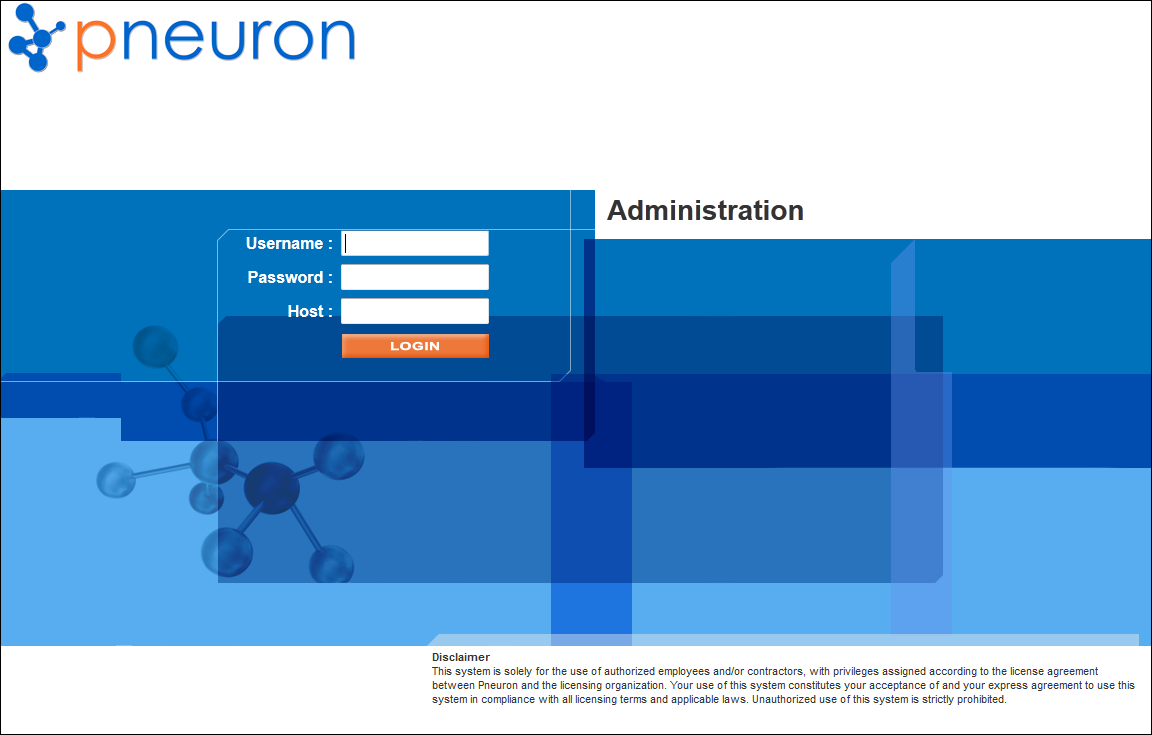 pneuron
Administration
Username :
Password :
Host :
LOGIN
Disclaimer
This system is solely for the use of authorized employees and/or contractors, with privileges assigned according to the license agreement
between Pneuron and the licensing organization. Your use of this system constitutes your acceptance of and your express agreement to use this
system in compliance with all licensing terms and applicable laws. Unauthorized use of this system is strictly prohibited.